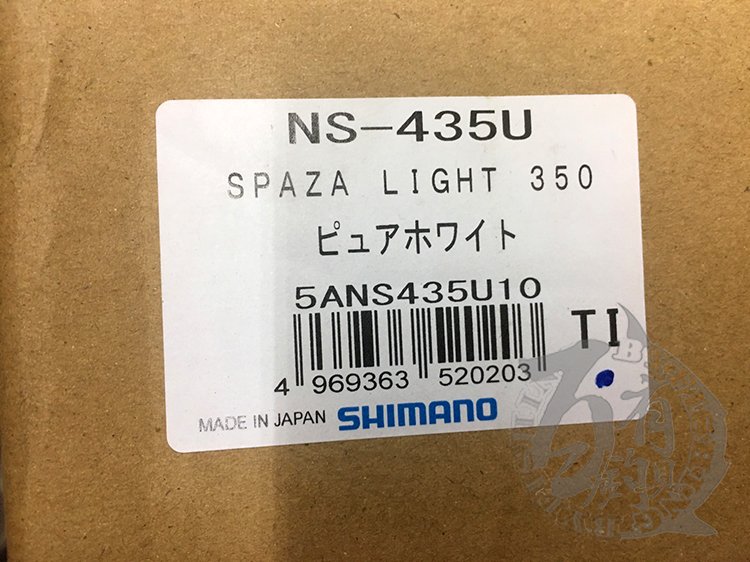 NS-435U
SPAZA LIGHT 350
ピュアホワイト
5ANS435U10
TI
4 969363 520203
MADE IN JAPAN SHIMANO